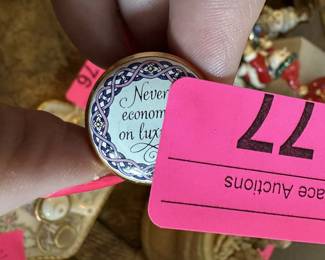 Never
econom
on lux
77
ace Auctions
76